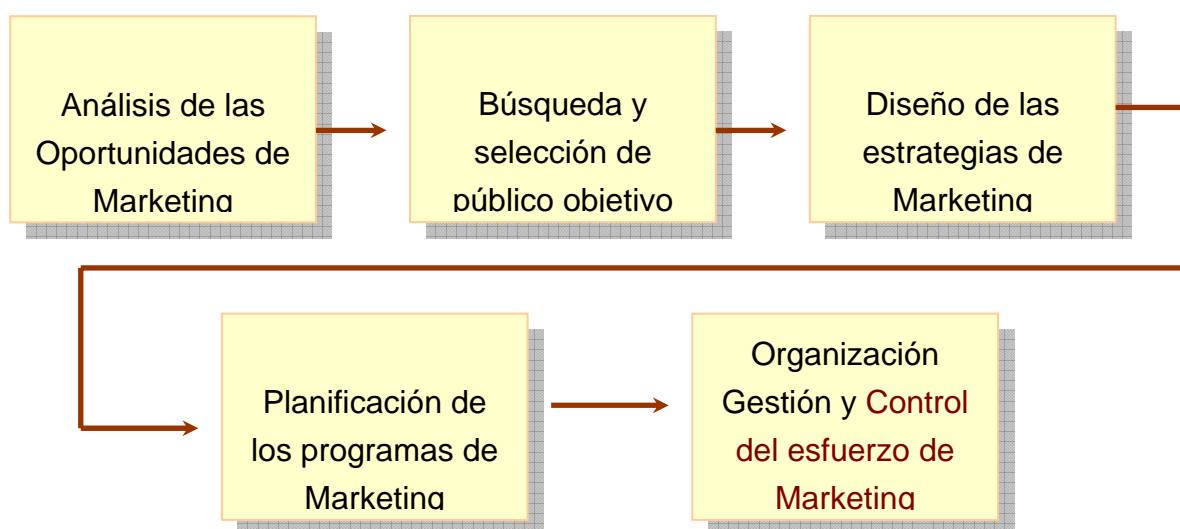 Análisis de las
Oportunidades de
Marketing
Búsqueda y
selección de
público objetivo
Diseño de las
estrategias de
Marketing
Planificación de
los programas de
Marketing
Organización
Gestión y Control
del esfuerzo de
Marketing